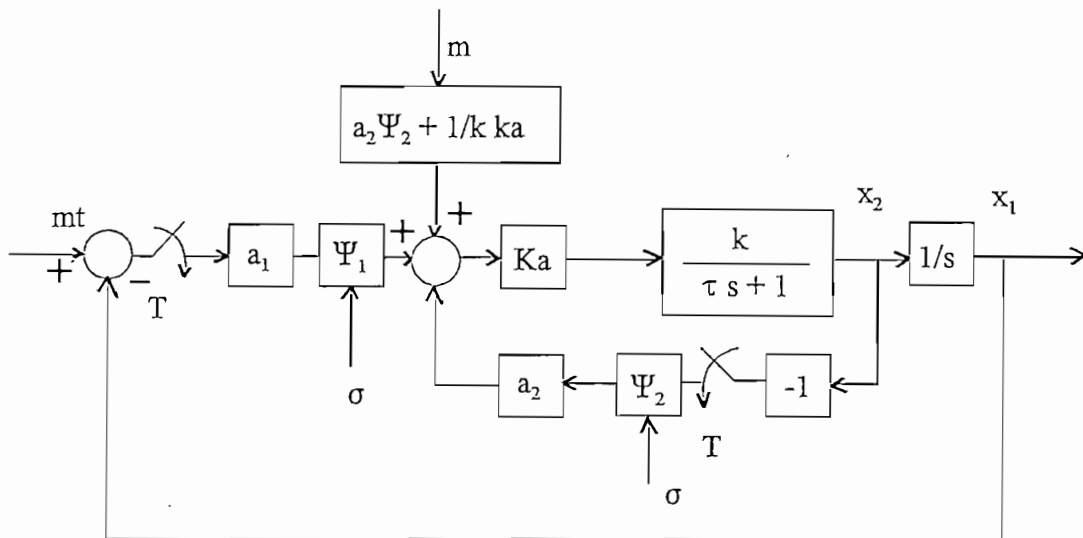 m
a₂Ψ₂ + 1/k ka
mt
+
−
T
a₁
Ψ₁
σ
+
+
Ka
k
τ s + 1
x₂
1/s
x₁
a₂
Ψ₂
σ
T
-1